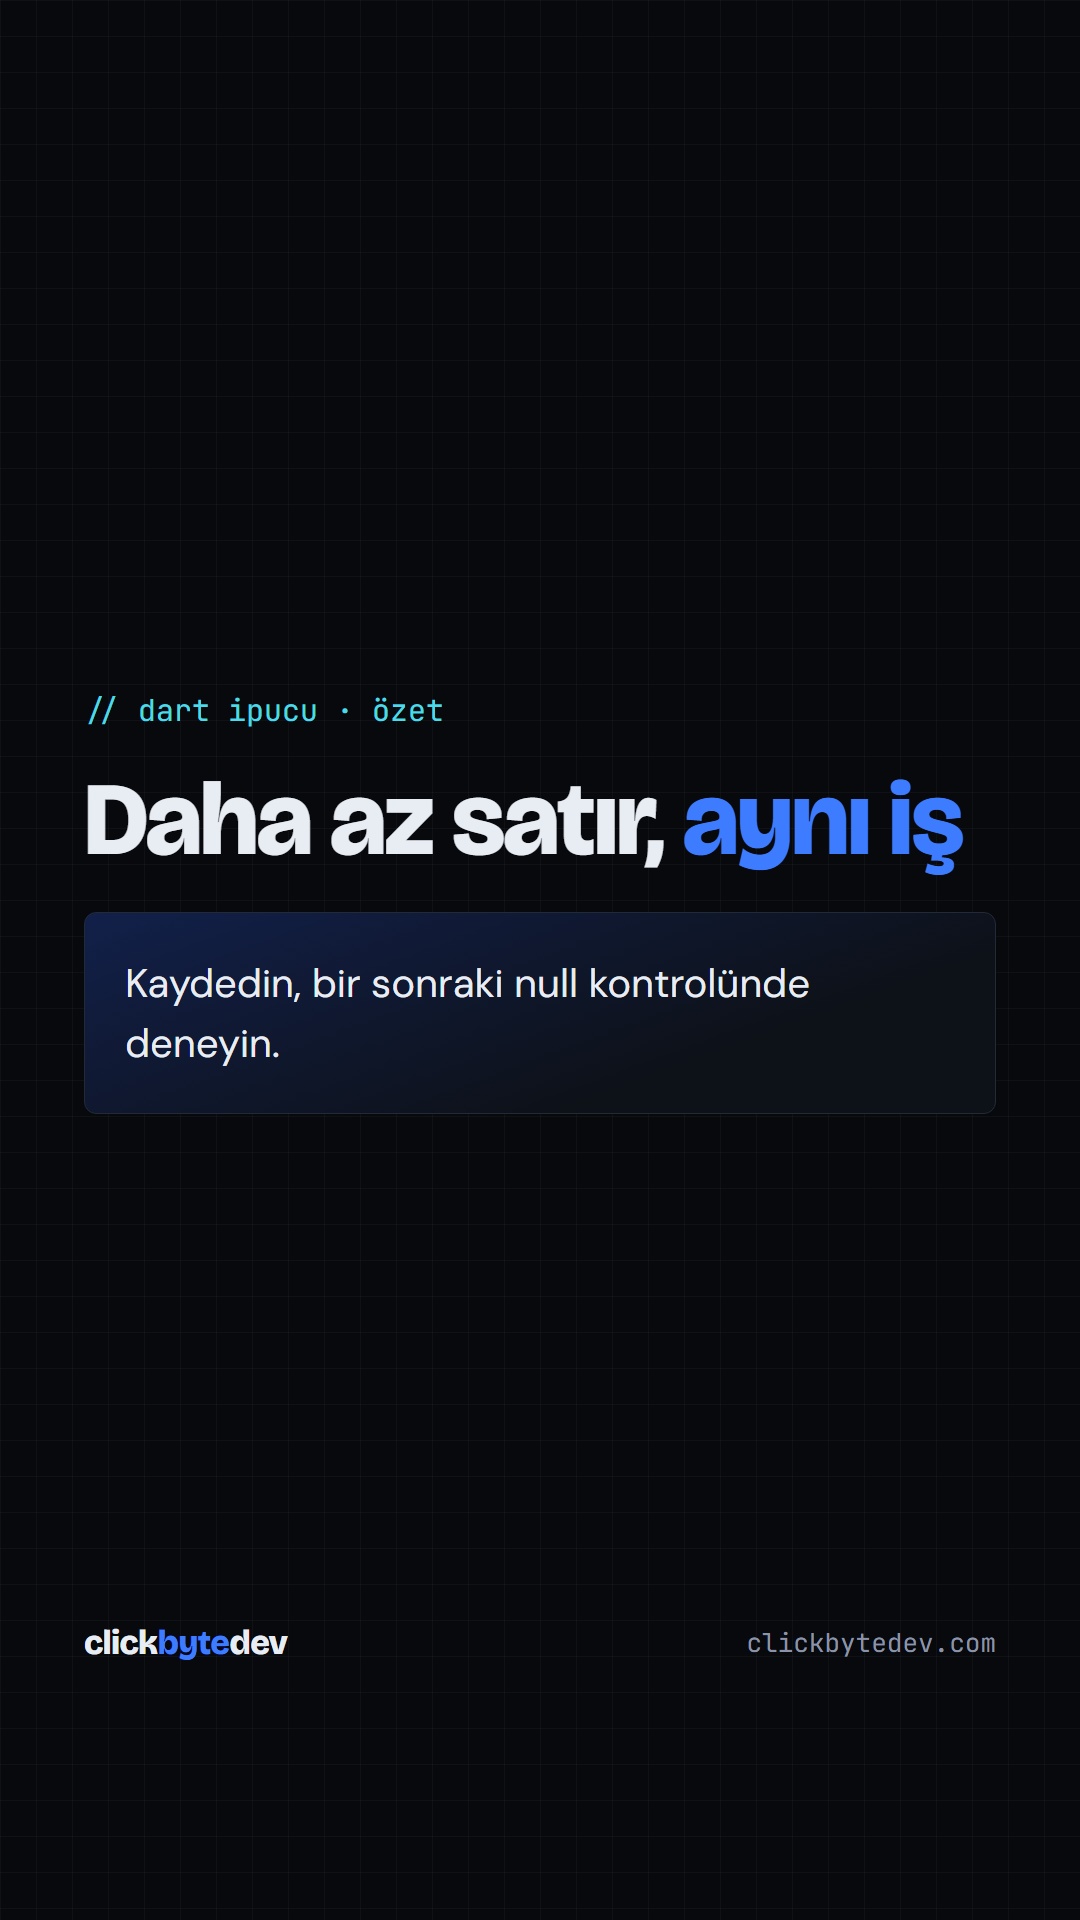 // dart ipucu · özet
Daha az satır, aynı iş
Kaydedin, bir sonraki null kontrolünde
deneyin.
clickbytedev
clickbytedev.com